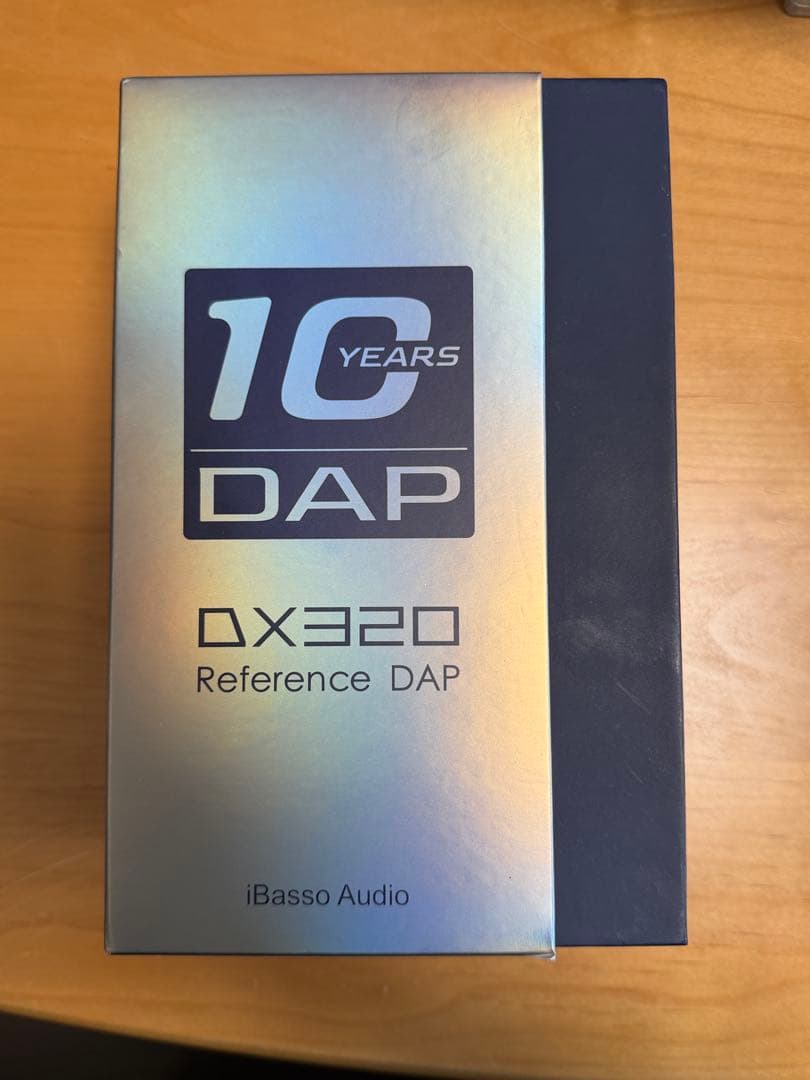 10
YEARS
DAP
DX320
Reference DAP
iBasso Audio